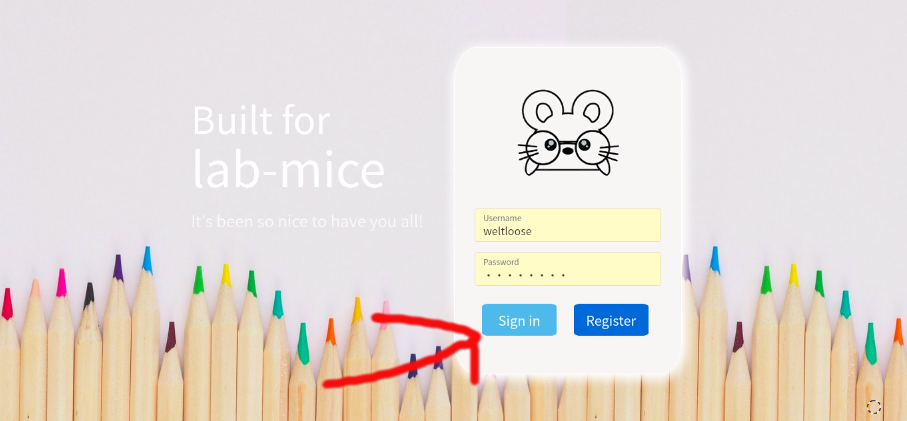 Built for
lab-mice
It's been so nice to have you all!
Username
weltloose
Password
Sign in
Register